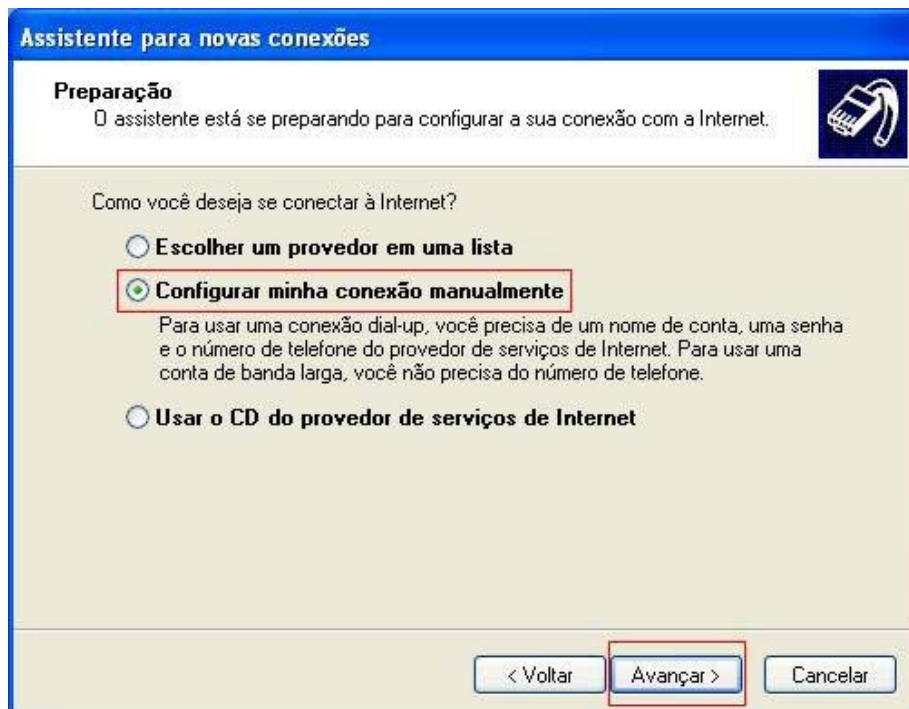 Assistente para novas conexões
Preparação
O assistente está se preparando para configurar a sua conexão com a Internet.
Como você deseja se conectar à Internet?
Escolher um provedor em uma lista
Configurar minha conexão manualmente
Para usar uma conexão dial-up, você precisa de um nome de conta, uma senha
e o número de telefone do provedor de serviços de Internet. Para usar uma
conta de banda larga, você não precisa do número de telefone.
Usar o CD do provedor de serviços de Internet
< Voltar
Avançar >
Cancelar